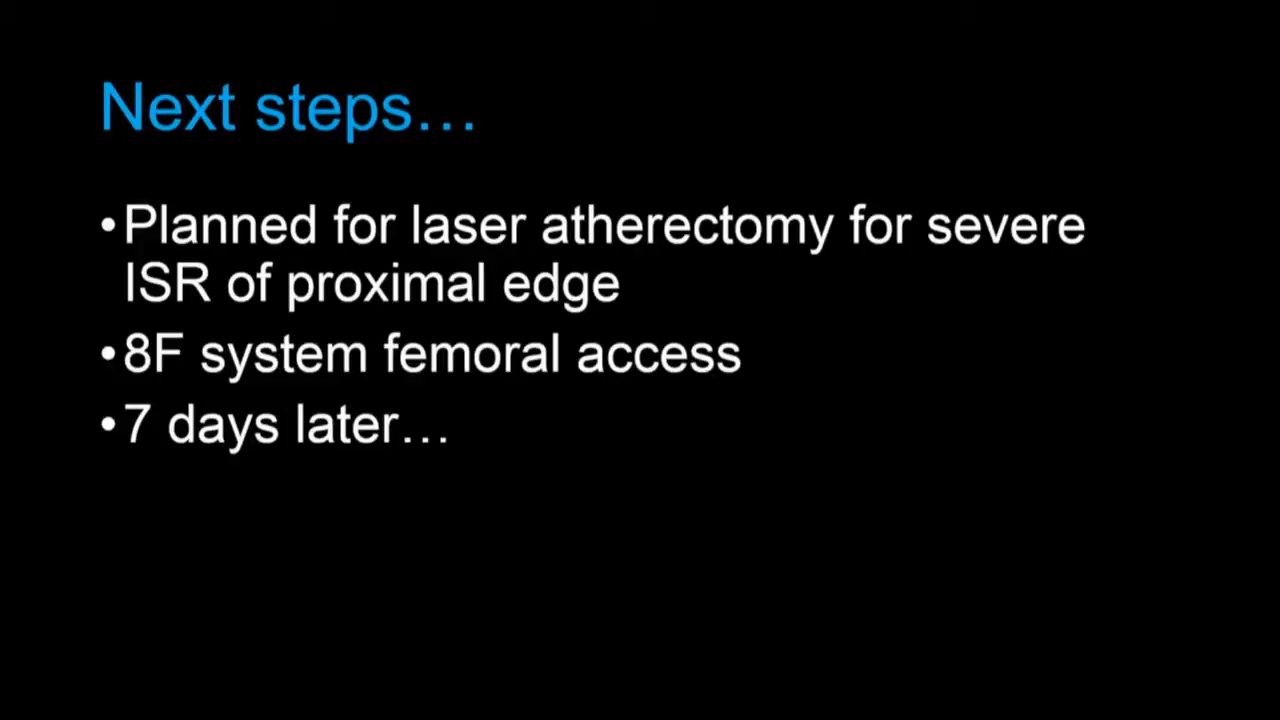 Next steps…
•Planned for laser atherectomy for severe
ISR of proximal edge
•8F system femoral access
•7 days later…